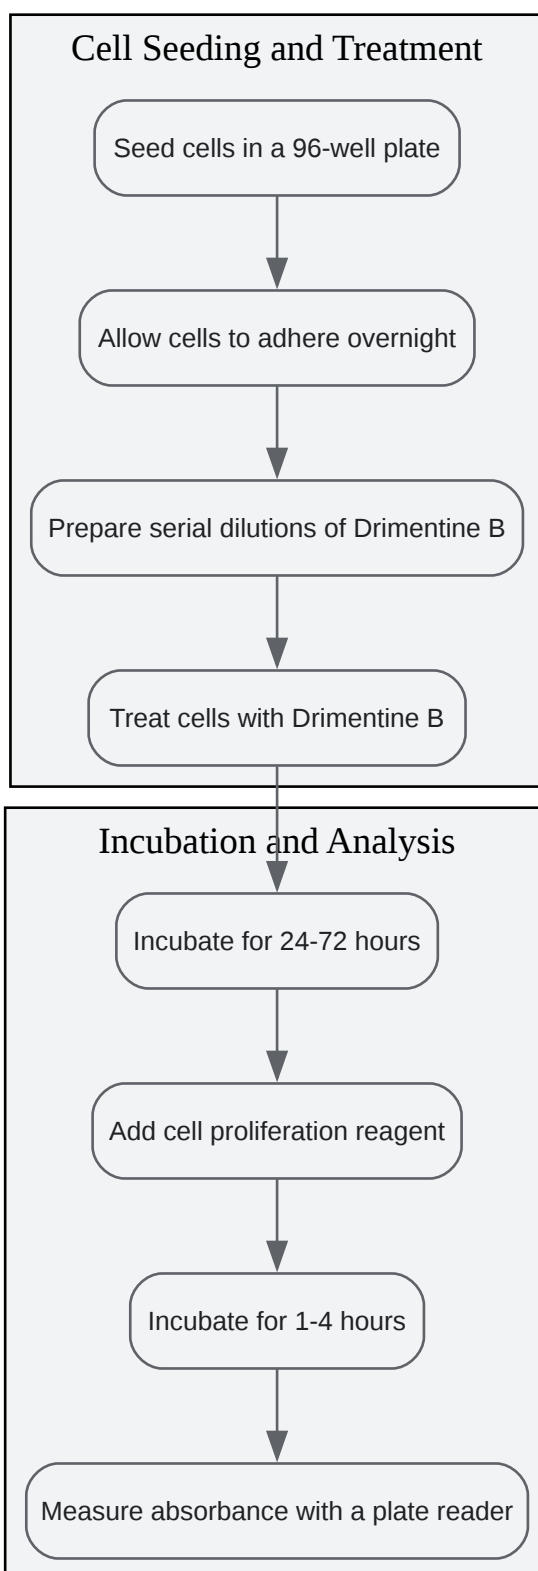 Cell Seeding and Treatment
Seed cells in a 96-well plate
Allow cells to adhere overnight
Prepare serial dilutions of Drimentine B
Treat cells with Drimentine B
Incubation and Analysis
Incubate for 24-72 hours
Add cell proliferation reagent
Incubate for 1-4 hours
Measure absorbance with a plate reader